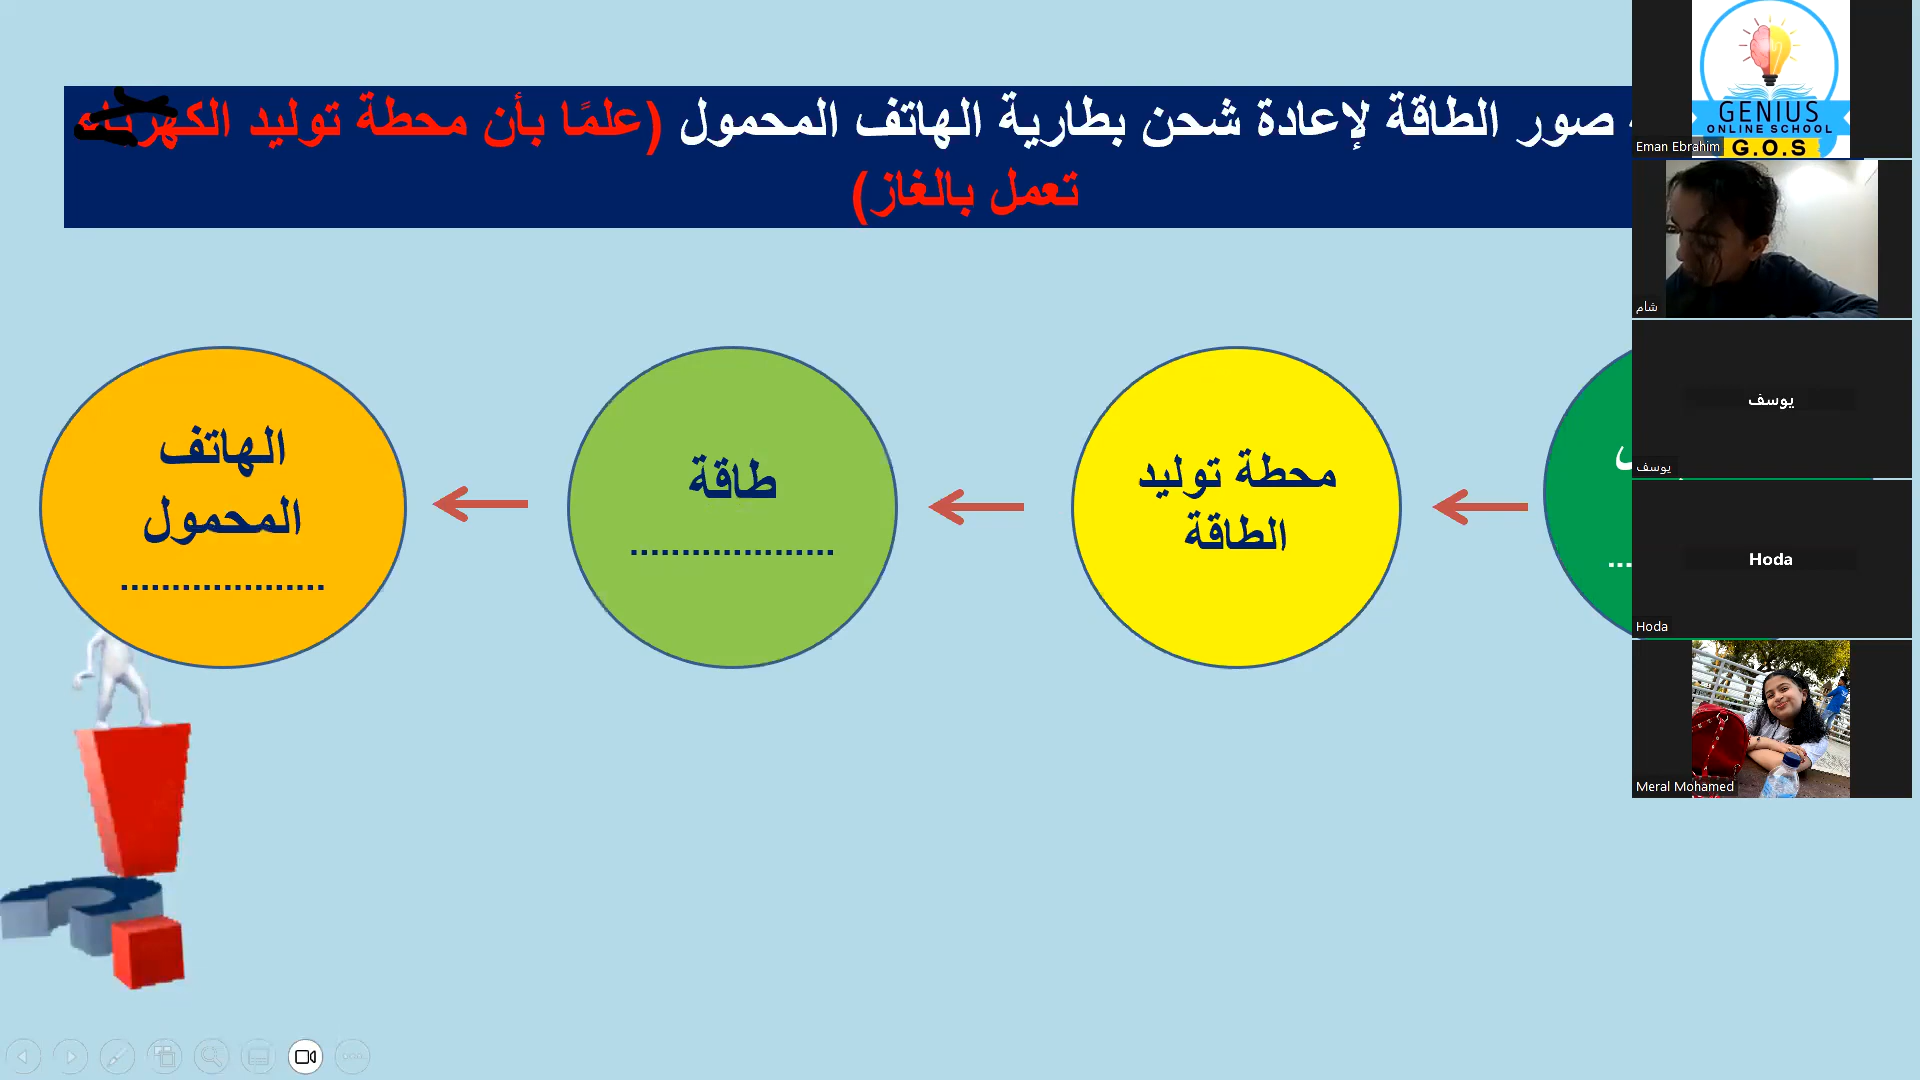 صور الطاقة لإعادة شحن بطارية الهاتف المحمول (علمًا بأن محطة توليد
تعمل بالغاز)
محطة توليد
الطاقة
طاقة
....................
الهاتف
المحمول
....................
GENIUS
ONLINE SCHOOL
G.O.S
Eman Ebrahim
شام
يوسف
يوسف
Hoda
Hoda
Meral Mohamed